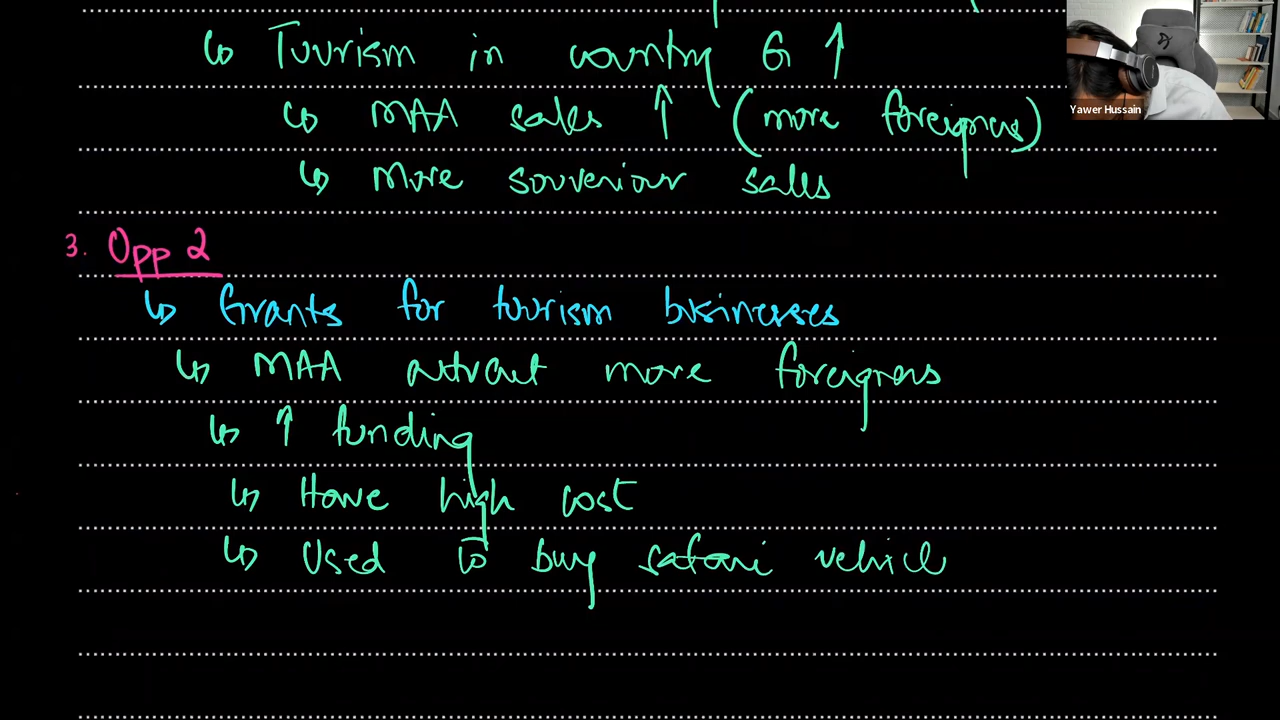 ↳ Tourism in country G ↑
Yawer Hussain
↳ MAA sales ↑ (more foreigners)
↳ More souveriour sales
3. Opp 2
↳ Grants for tourism businesses
↳ MAA attract more foreigners
↳ ↑ funding
↳ Have high cost
↳ Used to buy safari vehicle